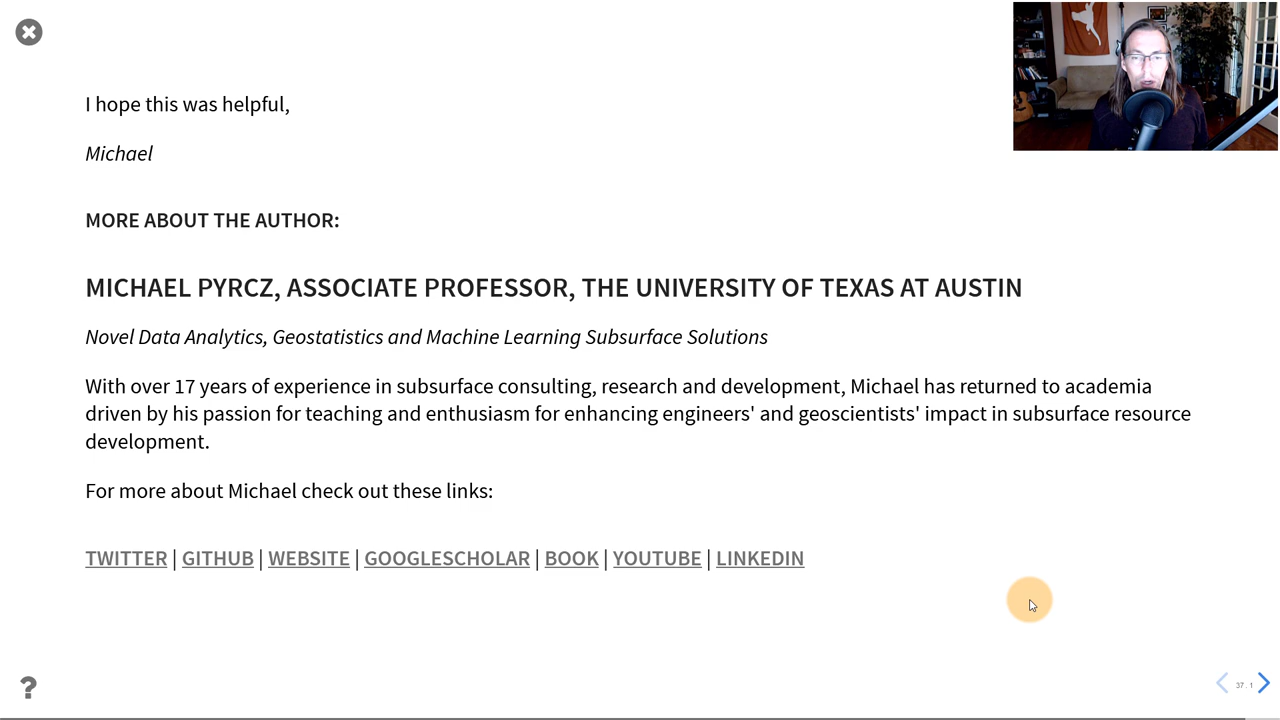 I hope this was helpful,
Michael
MORE ABOUT THE AUTHOR:
MICHAEL PYRCZ, ASSOCIATE PROFESSOR, THE UNIVERSITY OF TEXAS AT AUSTIN
Novel Data Analytics, Geostatistics and Machine Learning Subsurface Solutions
With over 17 years of experience in subsurface consulting, research and development, Michael has returned to academia
driven by his passion for teaching and enthusiasm for enhancing engineers' and geoscientists' impact in subsurface resource
development.
For more about Michael check out these links:
TWITTER | GITHUB | WEBSITE | GOOGLESCHOLAR | BOOK | YOUTUBE | LINKEDIN
?
37.1